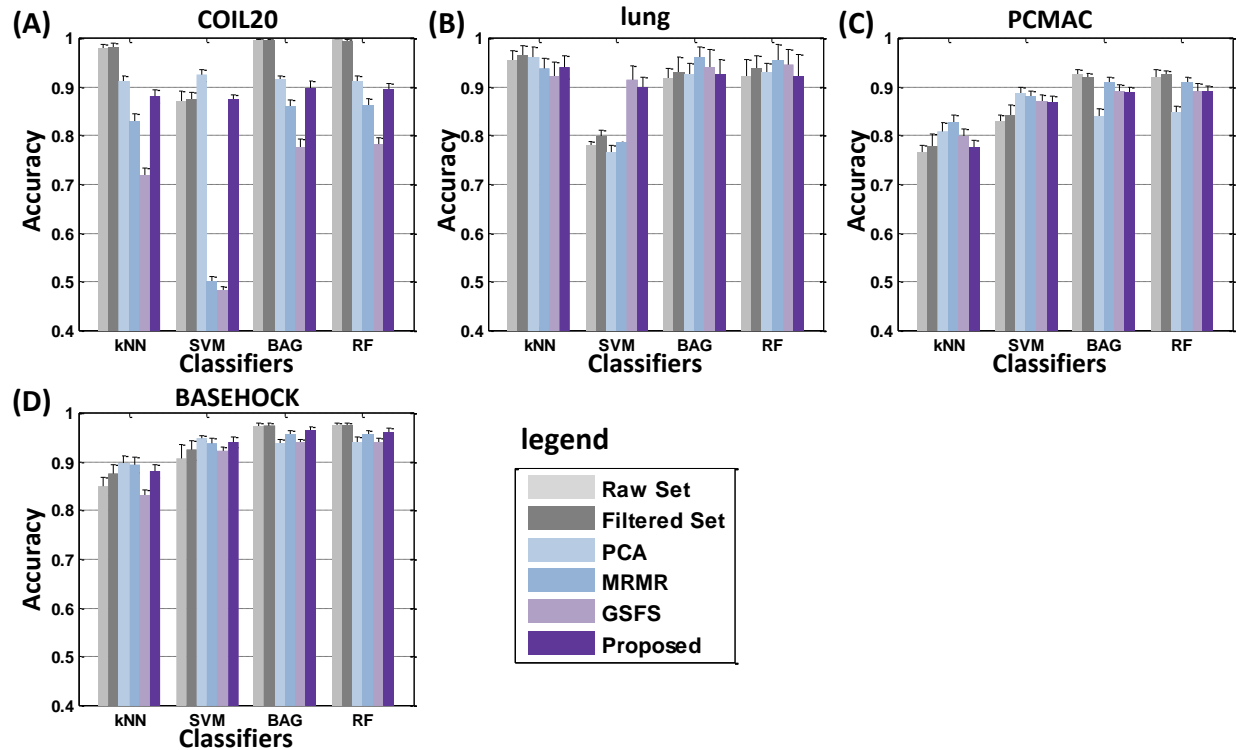 (A)
COIL20
1
0.9
0.8
0.7
0.6
0.5
0.4
Accuracy
kNN SVM BAG RF
Classifiers
(B)
lung
1
0.9
0.8
0.7
0.6
0.5
0.4
Accuracy
kNN SVM BAG RF
Classifiers
(C)
PCMAC
1
0.9
0.8
0.7
0.6
0.5
0.4
Accuracy
kNN SVM BAG RF
Classifiers
(D)
BASEHOCK
1
0.9
0.8
0.7
0.6
0.5
0.4
Accuracy
kNN SVM BAG RF
Classifiers
legend
Raw Set
Filtered Set
PCA
MRMR
GSFS
Proposed